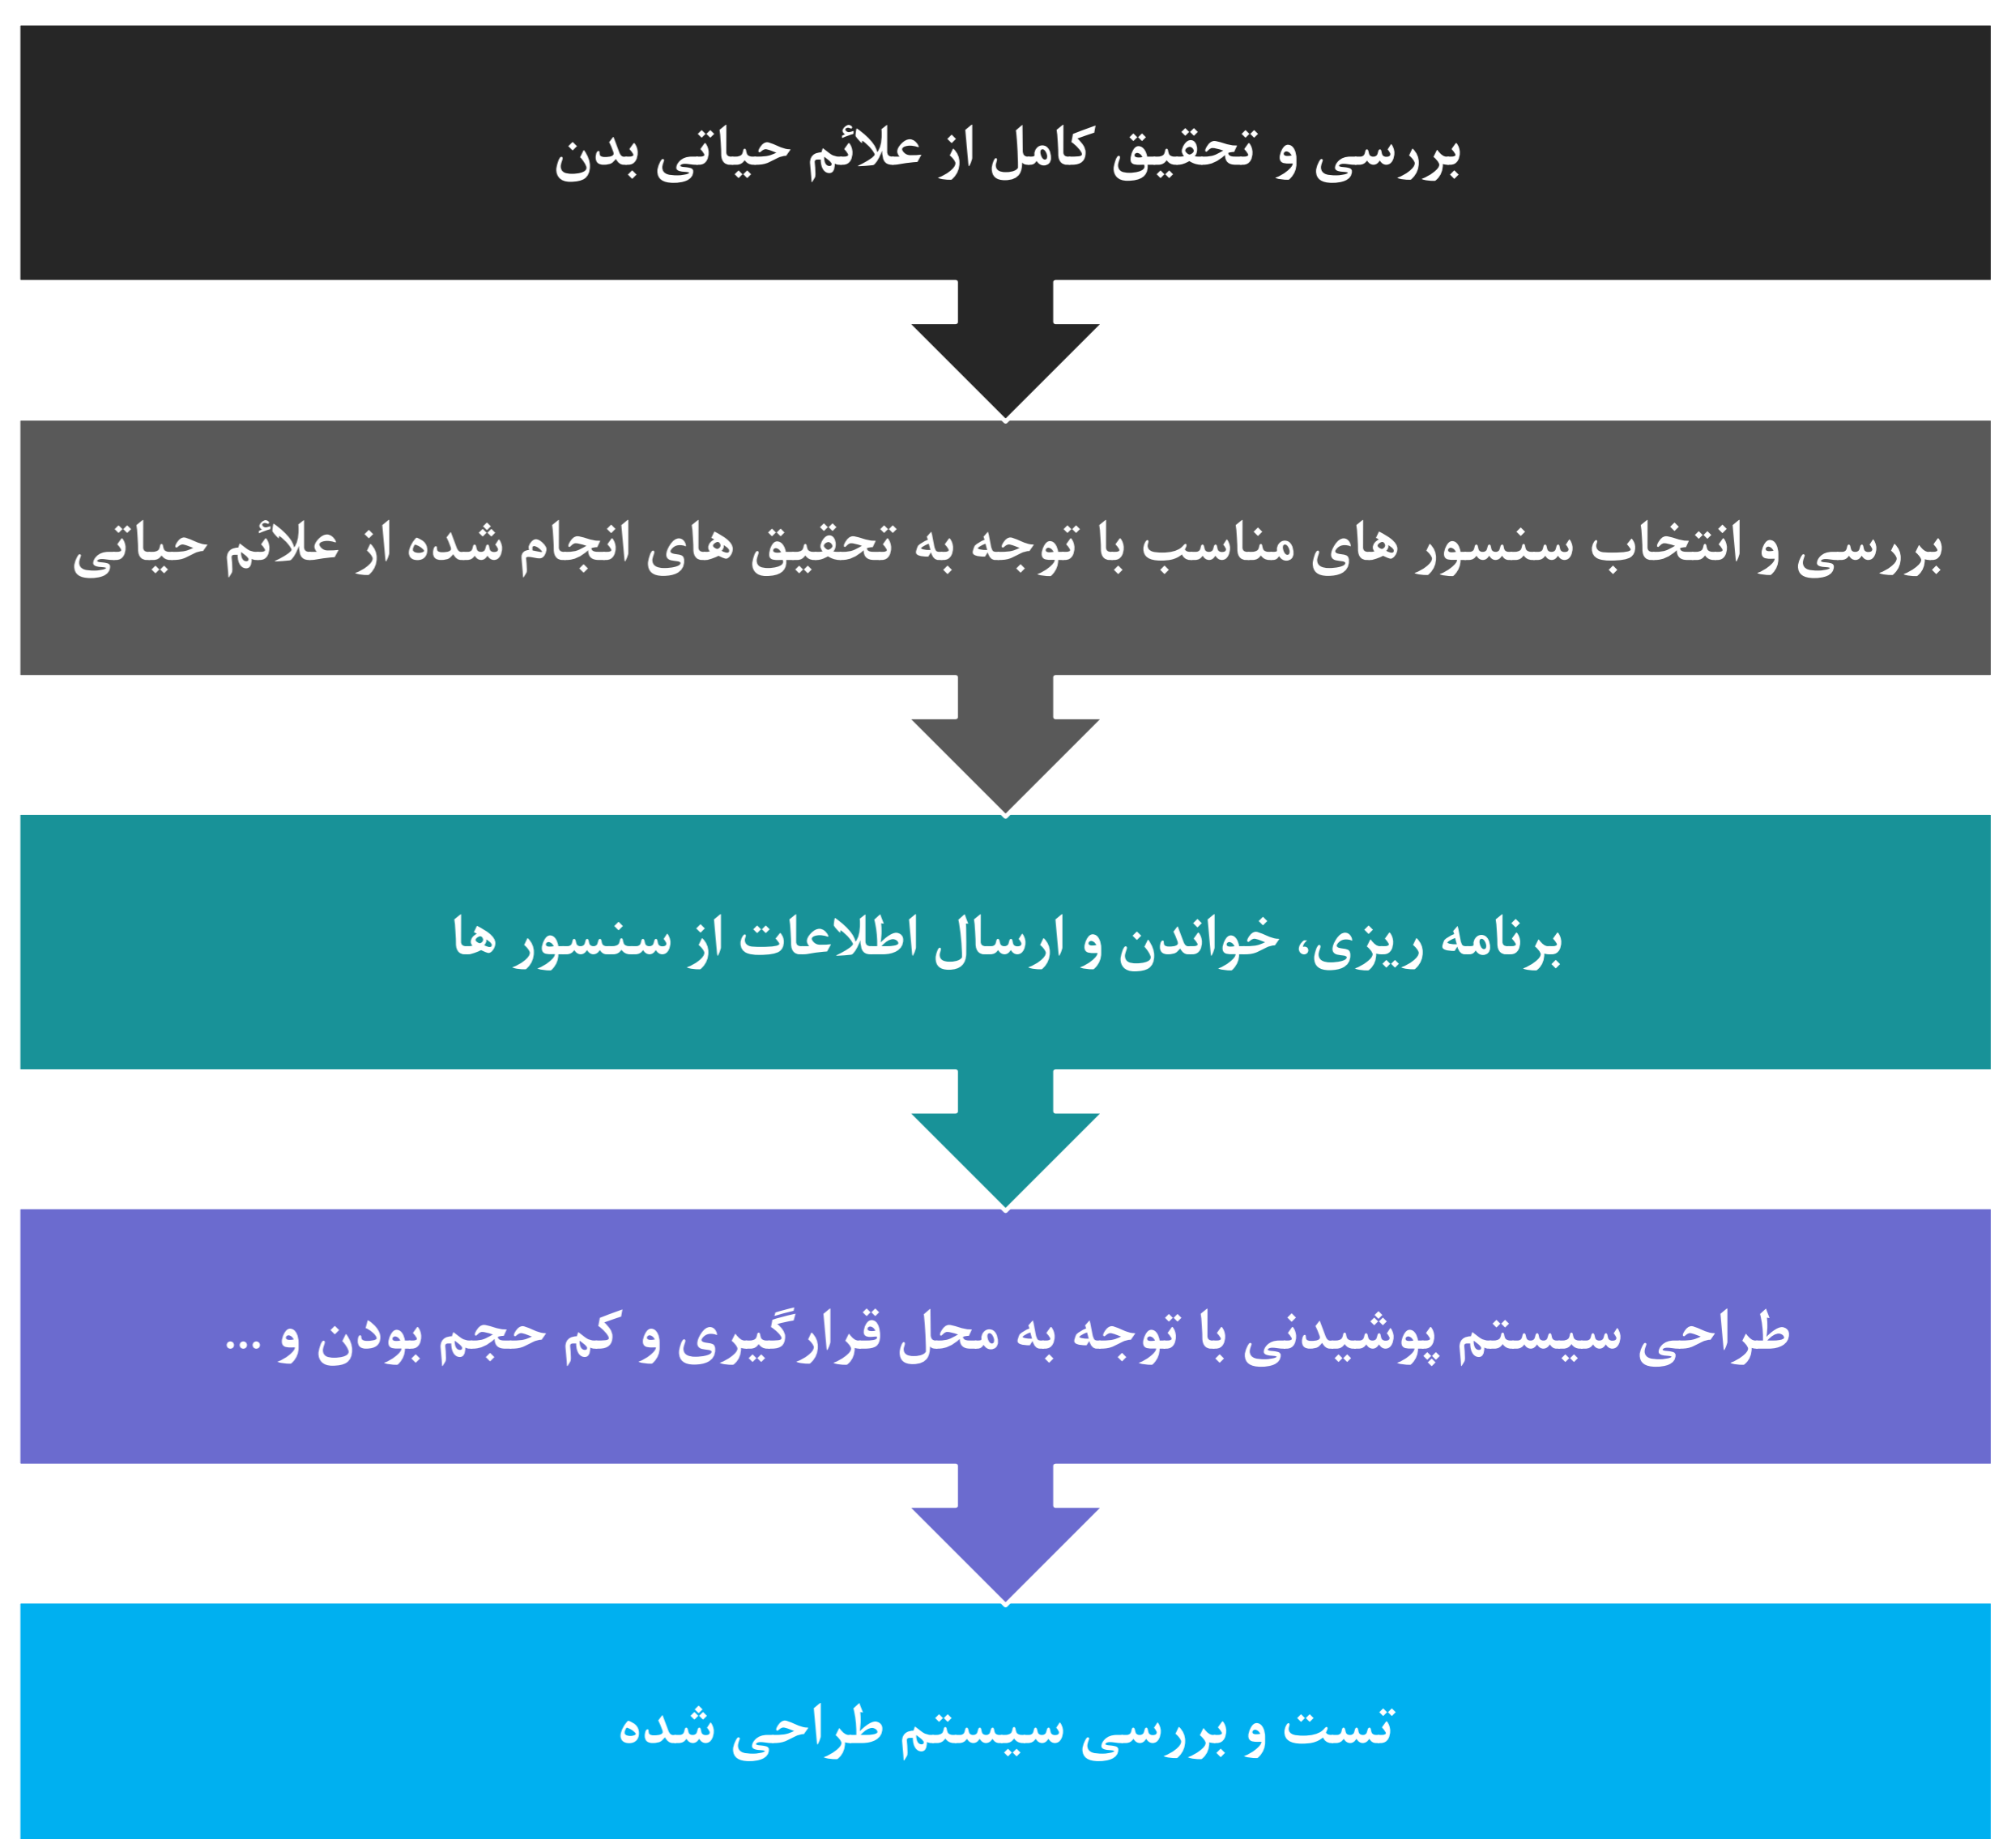 بررسی و تحقیق کامل از علائم حیاتی بدن
بررسی و انتخاب سنسور های مناسب با توجه به تحقیق های انجام شده از علائم حیاتی
برنامه ریزی، خواندن و ارسال اطلاعات از سنسور ها
طراحی سیستم پوشیدنی با توجه به محل قرارگیری و کم حجم بودن و ...
تست و بررسی سیستم طراحی شده